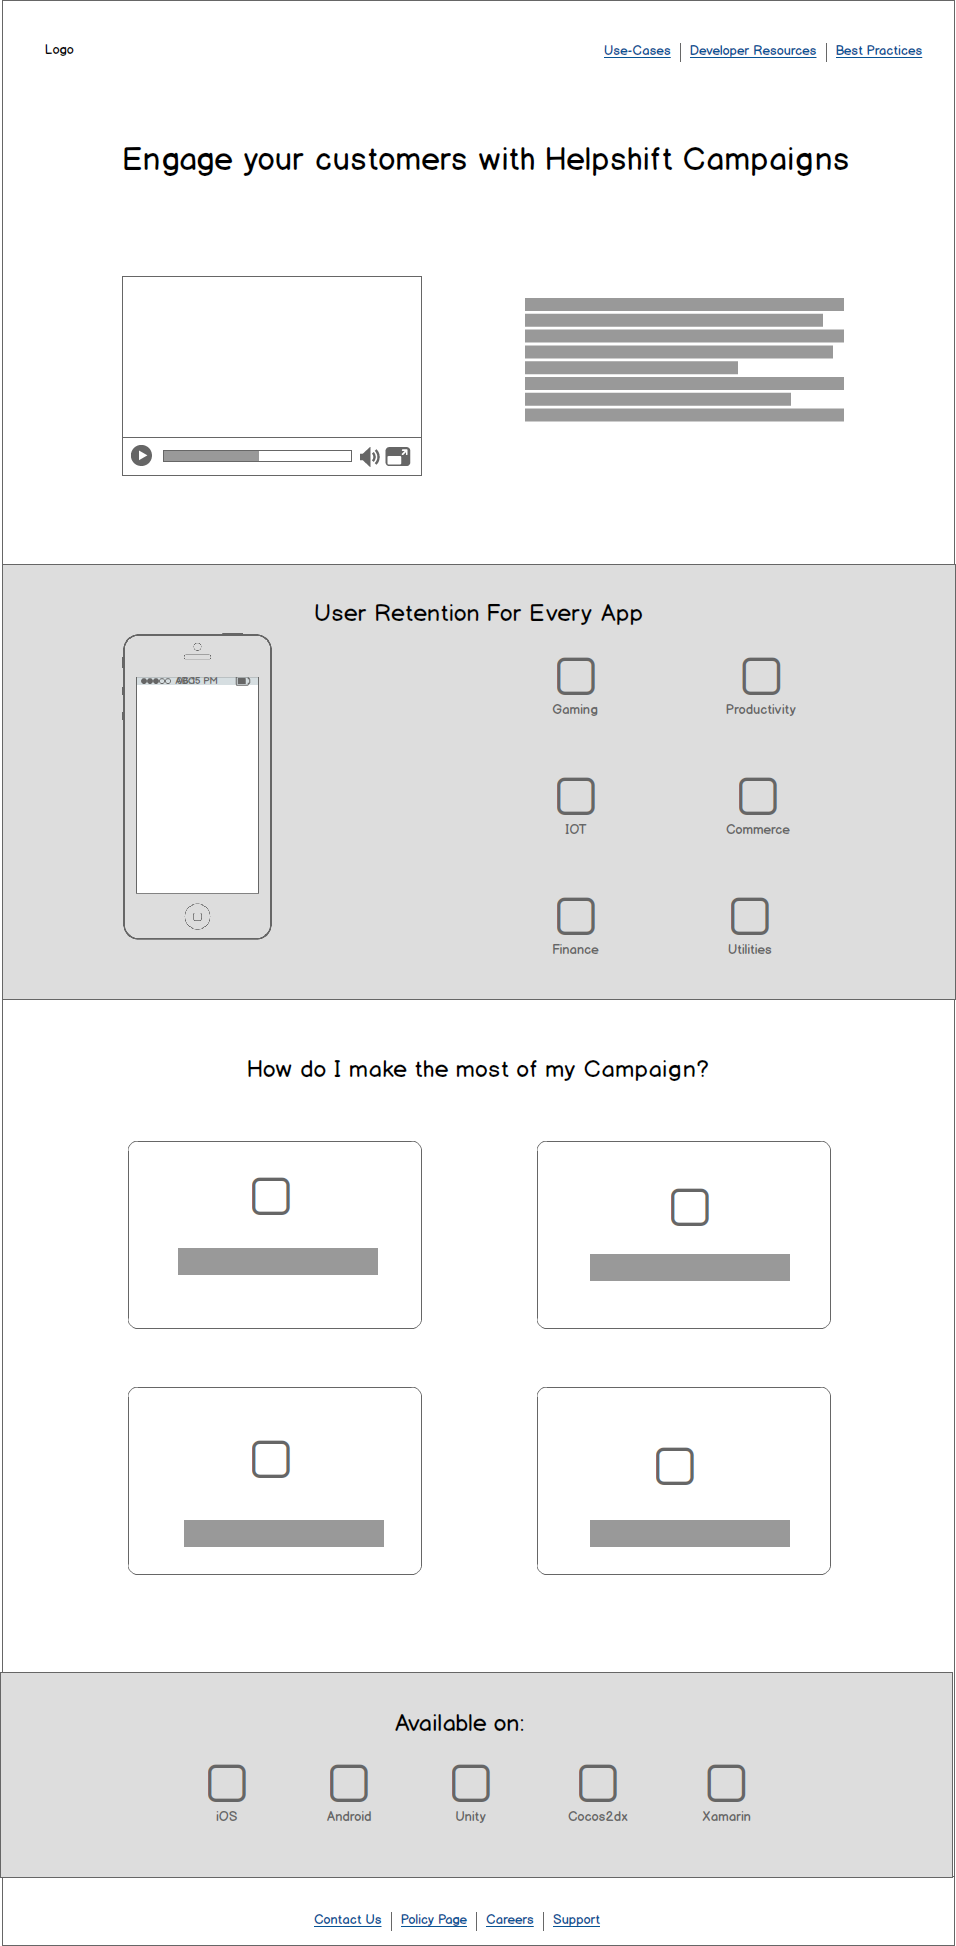 Logo
Use-Cases
Developer Resources
Best Practices
Engage your customers with Helpshift Campaigns
User Retention For Every App
PM
Gaming
Productivity
IOT
Commerce
Finance
Utilities
How do I make the most of my Campaign?
Available on:
iOS
Android
Unity
Cocos2dx
Xamarin
Contact Us
Policy Page
Careers
Support